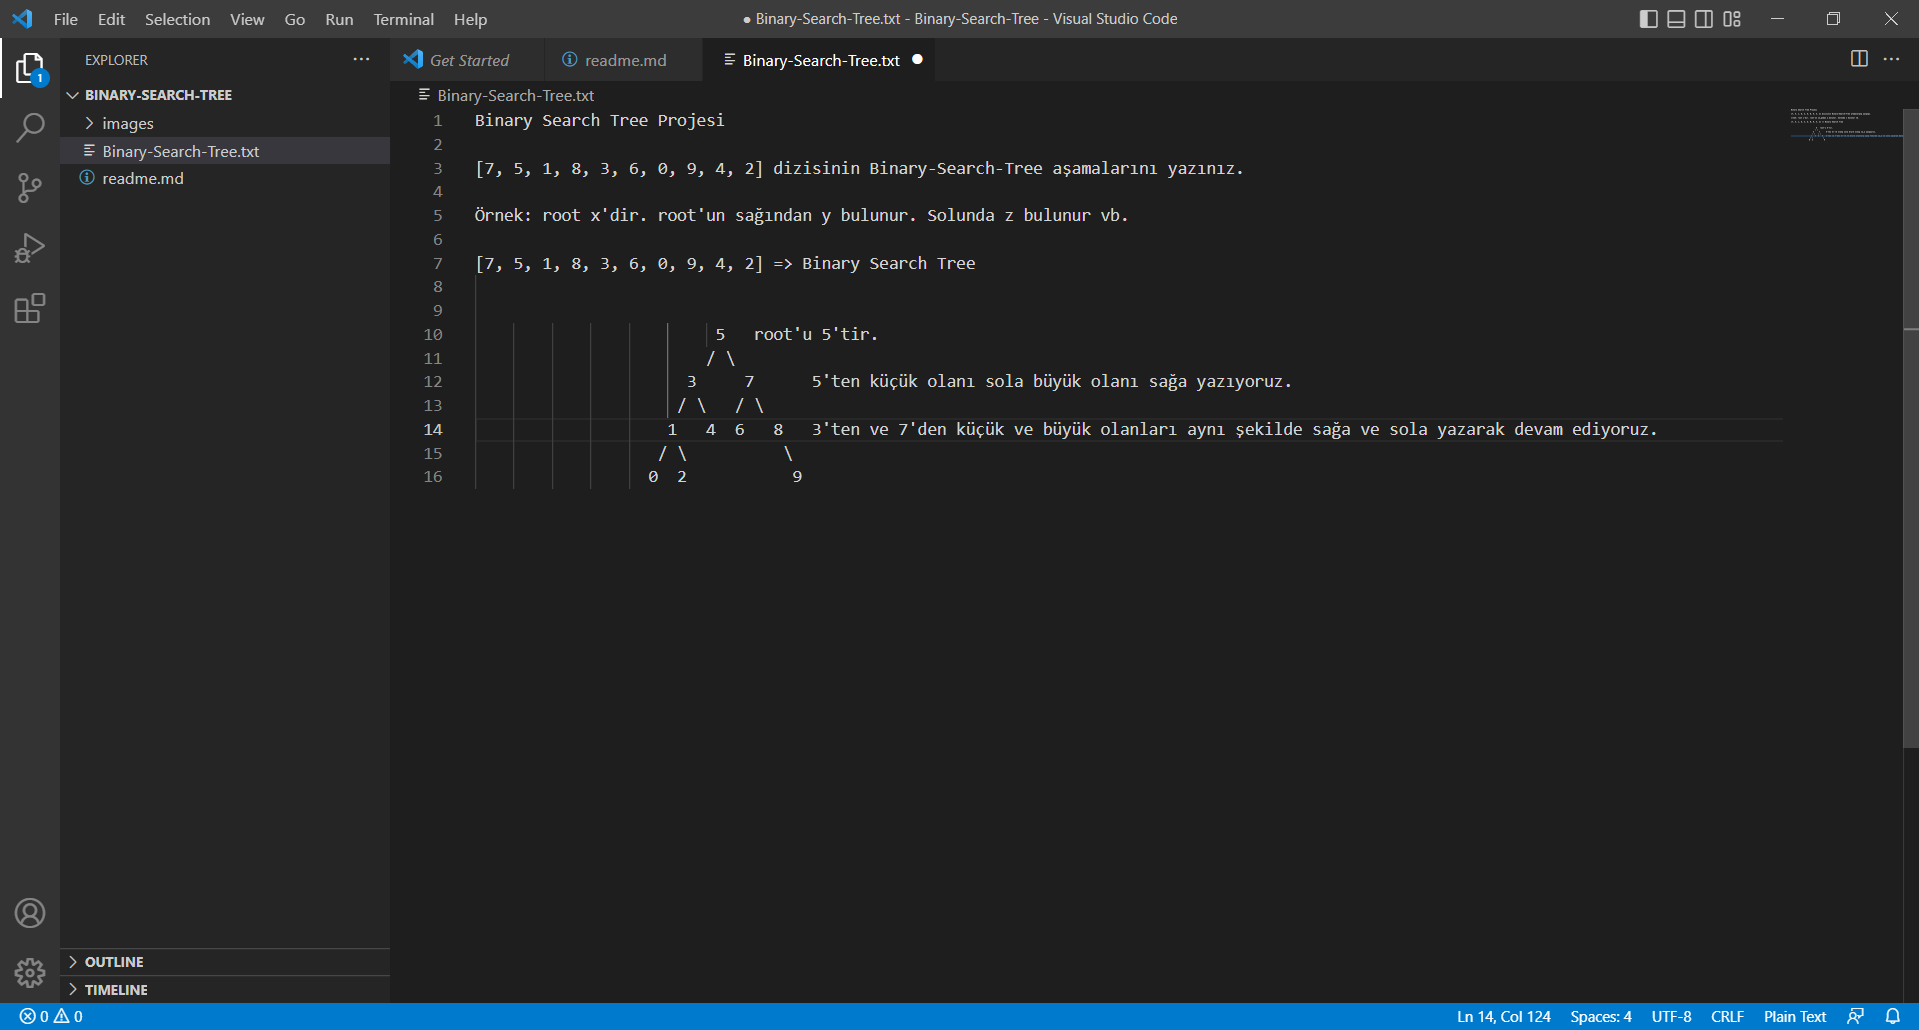 File Edit Selection View Go Run Terminal Help
● Binary-Search-Tree.txt - Binary-Search-Tree - Visual Studio Code
EXPLORER
1
BINARY-SEARCH-TREE
images
Binary-Search-Tree.txt
readme.md
OUTLINE
TIMELINE
Get Started
readme.md
Binary-Search-Tree.txt
Binary-Search-Tree.txt
1 Binary Search Tree Projesi
2
3 [7, 5, 1, 8, 3, 6, 0, 9, 4, 2] dizisinin Binary-Search-Tree aşamalarını yazınız.
4
5 Örnek: root x'dir. root'un sağından y bulunur. Solunda z bulunur vb.
6
7 [7, 5, 1, 8, 3, 6, 0, 9, 4, 2] => Binary Search Tree
8
9
10 5 root'u 5'tir.
11 / \
12 3 7 5'ten küçük olanı sola büyük olanı sağa yazıyoruz.
13 / \ / \
14 1 4 6 8 3'ten ve 7'den küçük ve büyük olanları aynı şekilde sağa ve sola yazarak devam ediyoruz.
15 / \ \
16 0 2 9
0 0
Ln 14, Col 124 Spaces: 4 UTF-8 CRLF Plain Text